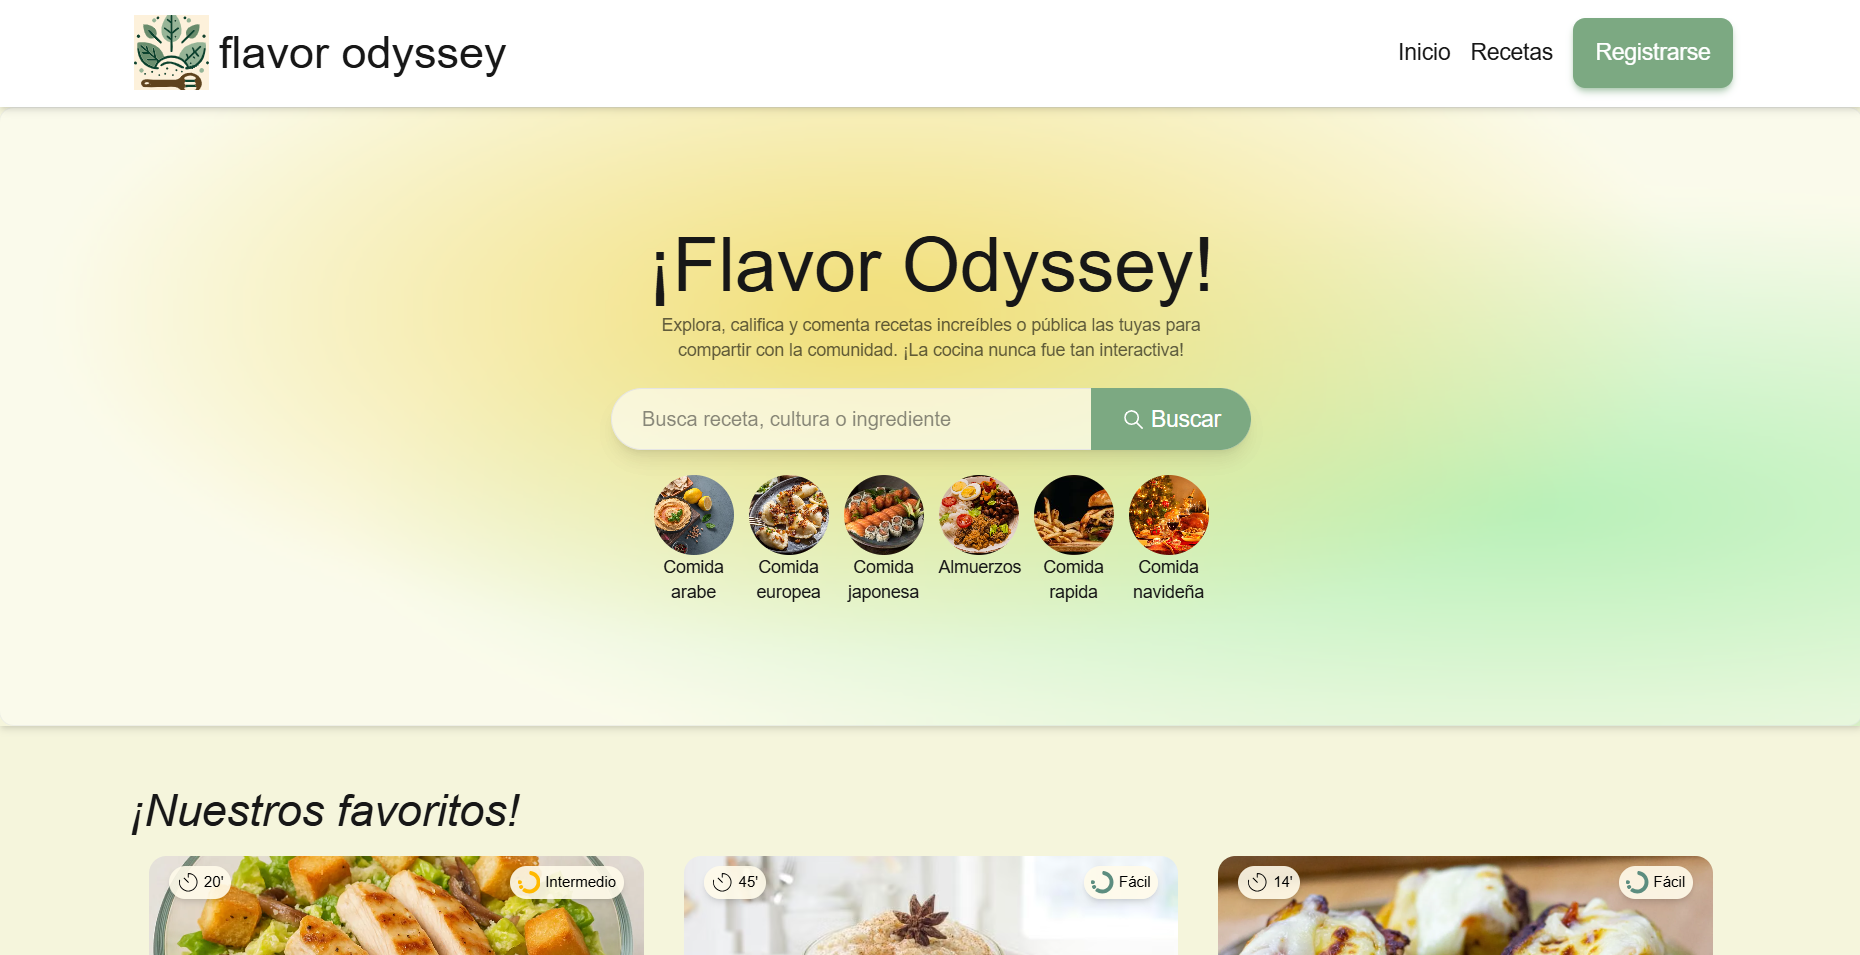 flavor odyssey
Inicio
Recetas
Registrarse
¡Flavor Odyssey!
Explora, califica y comenta recetas increíbles o pública las tuyas para
compartir con la comunidad. ¡La cocina nunca fue tan interactiva!
Busca receta, cultura o ingrediente
Buscar
Comida
arabe
Comida
europea
Comida
japonesa
Almuerzos
Comida
rapida
Comida
navideña
¡Nuestros favoritos!
20'
Intermedio
45'
Fácil
14'
Fácil